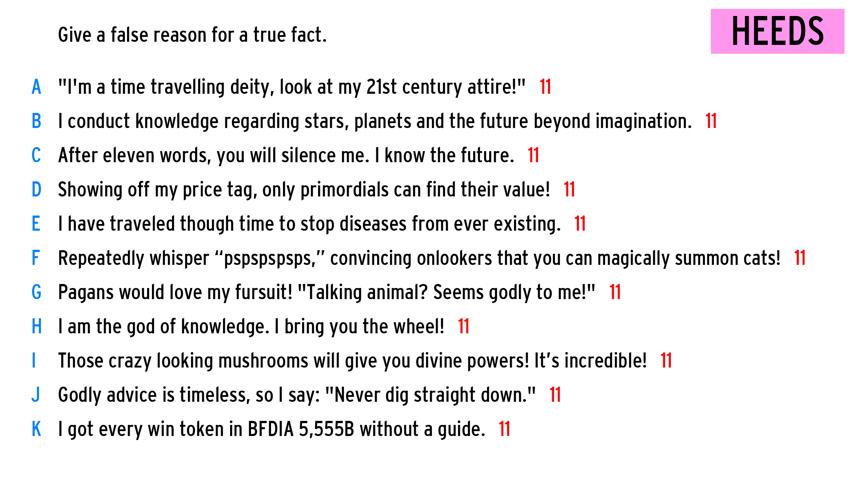 Give a false reason for a true fact.
HEEDS
A "I'm a time travelling deity, look at my 21st century attire!" 11
B I conduct knowledge regarding stars, planets and the future beyond imagination. 11
C After eleven words, you will silence me. I know the future. 11
D Showing off my price tag, only primordials can find their value! 11
E I have traveled though time to stop diseases from ever existing. 11
F Repeatedly whisper “pspspspsps,” convincing onlookers that you can magically summon cats! 11
G Pagans would love my fursuit! "Talking animal? Seems godly to me!" 11
H I am the god of knowledge. I bring you the wheel! 11
I Those crazy looking mushrooms will give you divine powers! It’s incredible! 11
J Godly advice is timeless, so I say: "Never dig straight down." 11
K I got every win token in BFDIA 5,555B without a guide. 11